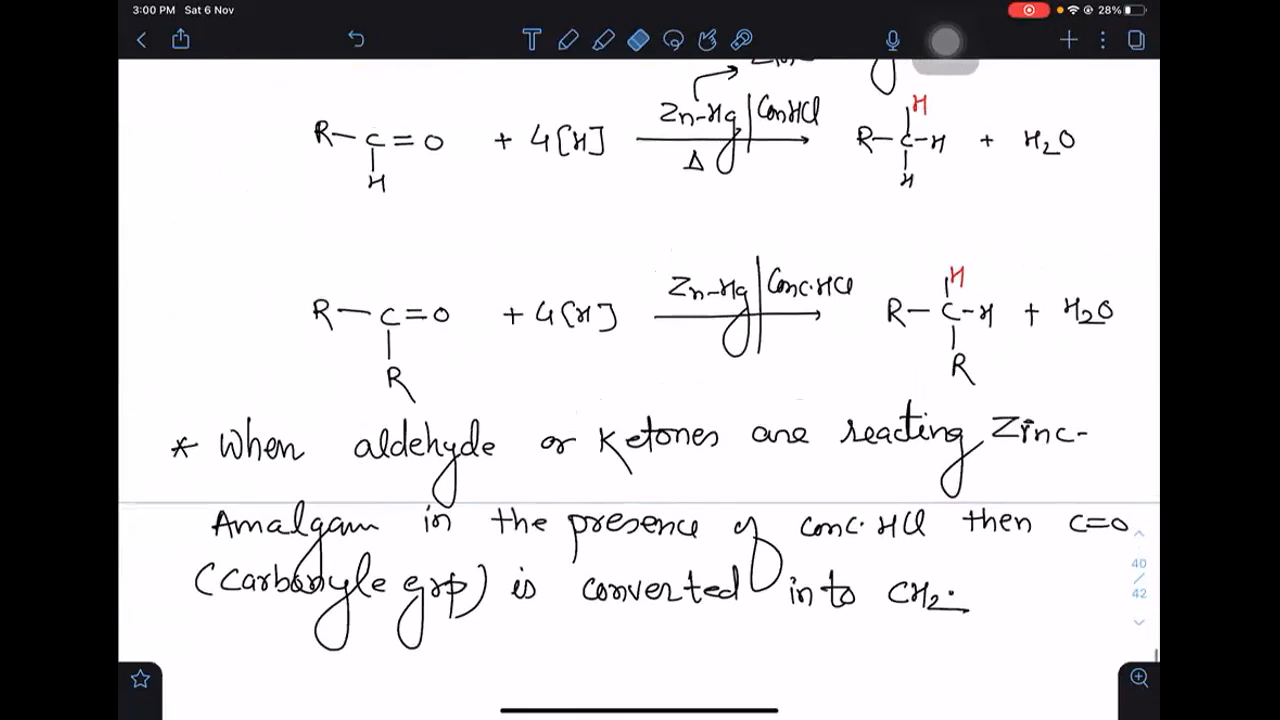 3:00 PM Sat 6 Nov
28%
Zn-Hg | Con HCl
R-C=O + 4[H] → R-C-H + H2O
H
Δ
H
H
Zn-Hg | Conc. HCl
R-C=O + 4[H] → R-C-H + H2O
R
H
R
* When aldehyde or Ketones are reacting Zinc-
Amalgam in the presence of conc. HCl then C=O
(Carbonyle grp) is converted into CH2.
40
/
42